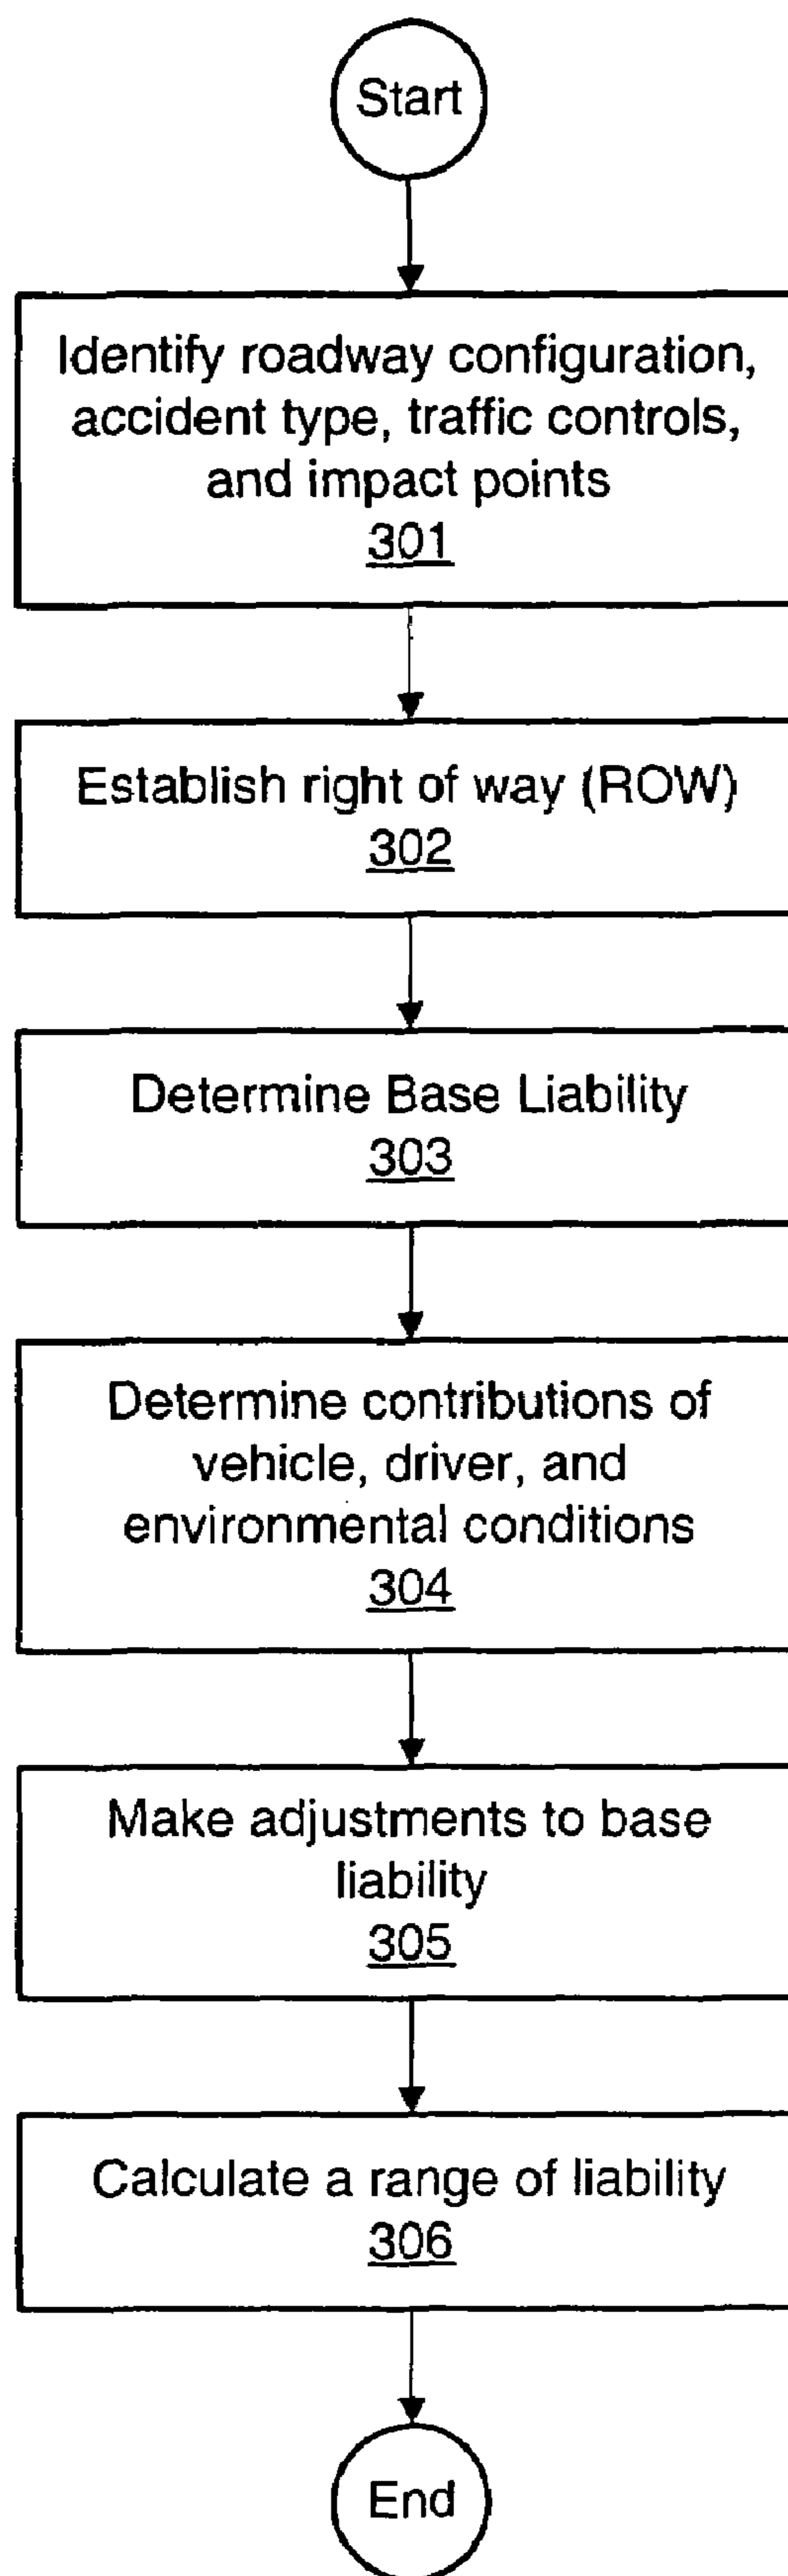 Start
Identify roadway configuration,
accident type, traffic controls,
and impact points
301
Establish right of way (ROW)
302
Determine Base Liability
303
Determine contributions of
vehicle, driver, and
environmental conditions
304
Make adjustments to base
liability
305
Calculate a range of liability
306
End